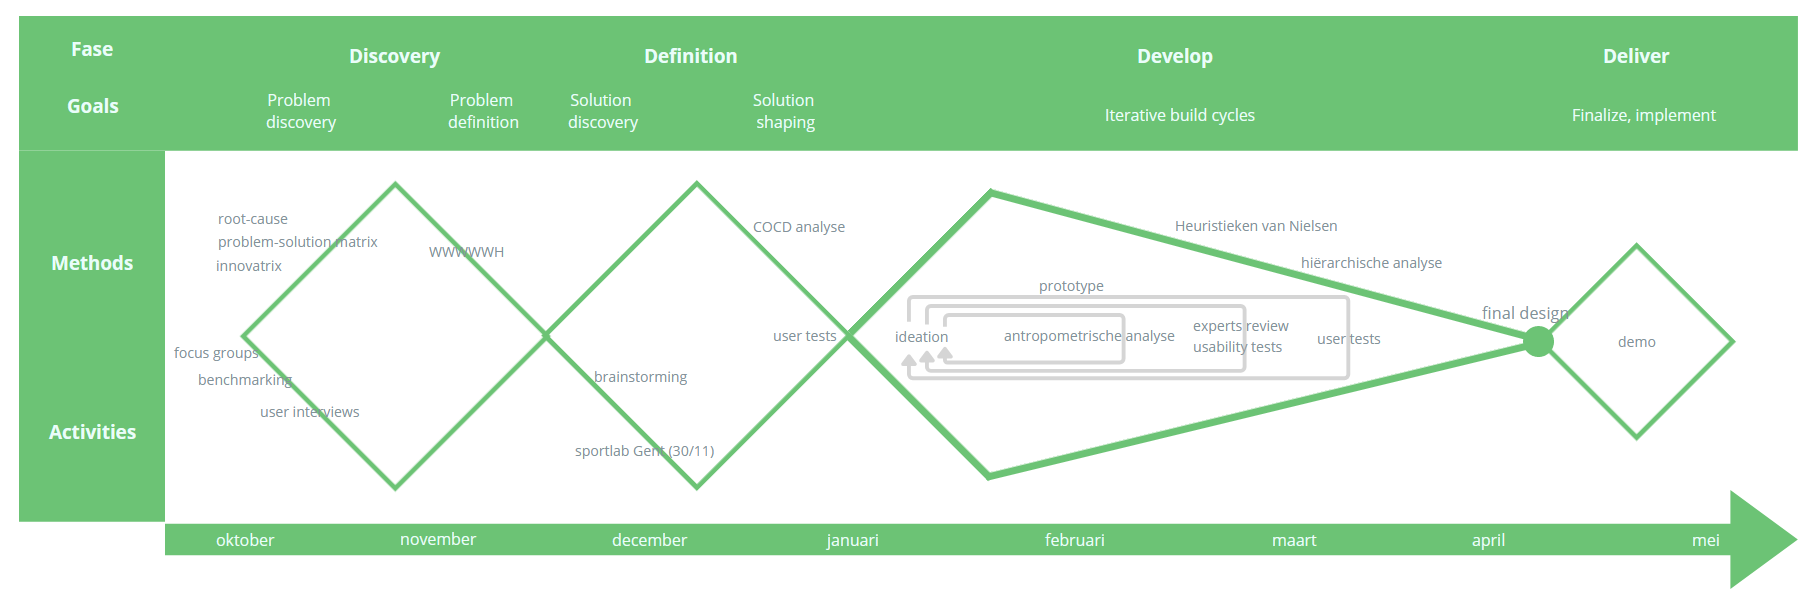 Fase
Discovery
Definition
Develop
Deliver
Goals
Problem
discovery
Problem
definition
Solution
discovery
Solution
shaping
Iterative build cycles
Finalize, implement
Methods
root-cause
problem-solution matrix
innovatrix
WWWWWH
COCD analyse
Heuristieken van Nielsen
hiërarchische analyse
prototype
final design
ideation
antropometrische analyse
experts review
usability tests
user tests
demo
user tests
focus groups
benchmarking
user interviews
brainstorming
sportlab Gent (30/11)
Activities
oktober
november
december
januari
februari
maart
april
mei